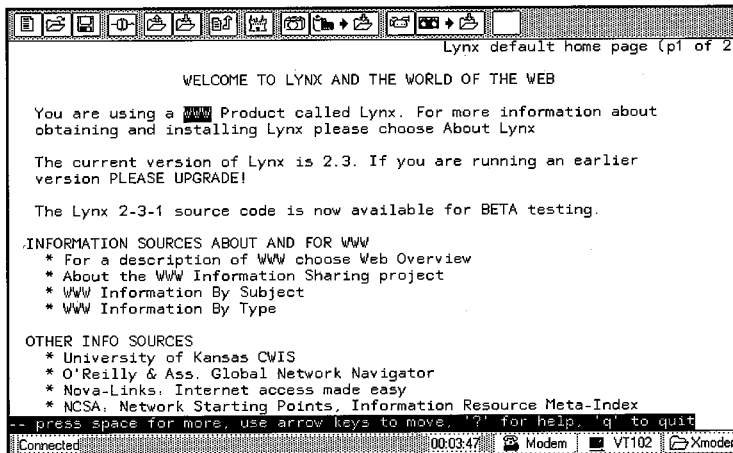 Lynx default home page (p1 of 2
WELCOME TO LYNX AND THE WORLD OF THE WEB
You are using a WWW Product called Lynx. For more information about
obtaining and installing Lynx please choose About Lynx
The current version of Lynx is 2.3. If you are running an earlier
version PLEASE UPGRADE!
The Lynx 2-3-1 source code is now available for BETA testing.
INFORMATION SOURCES ABOUT AND FOR WWW
* For a description of WWW choose Web Overview
* About the WWW Information Sharing project
* WWW Information By Subject
* WWW Information By Type
OTHER INFO SOURCES
* University of Kansas CWIS
* O'Reilly & Ass. Global Network Navigator
* Nova-Links: Internet access made easy
* NCSA: Network Starting Points, Information Resource Meta-Index
-- press space for more, use arrow keys to move, '?' for help, 'q' to quit
Connected 00:03:47 Modem VT102 Xmoder